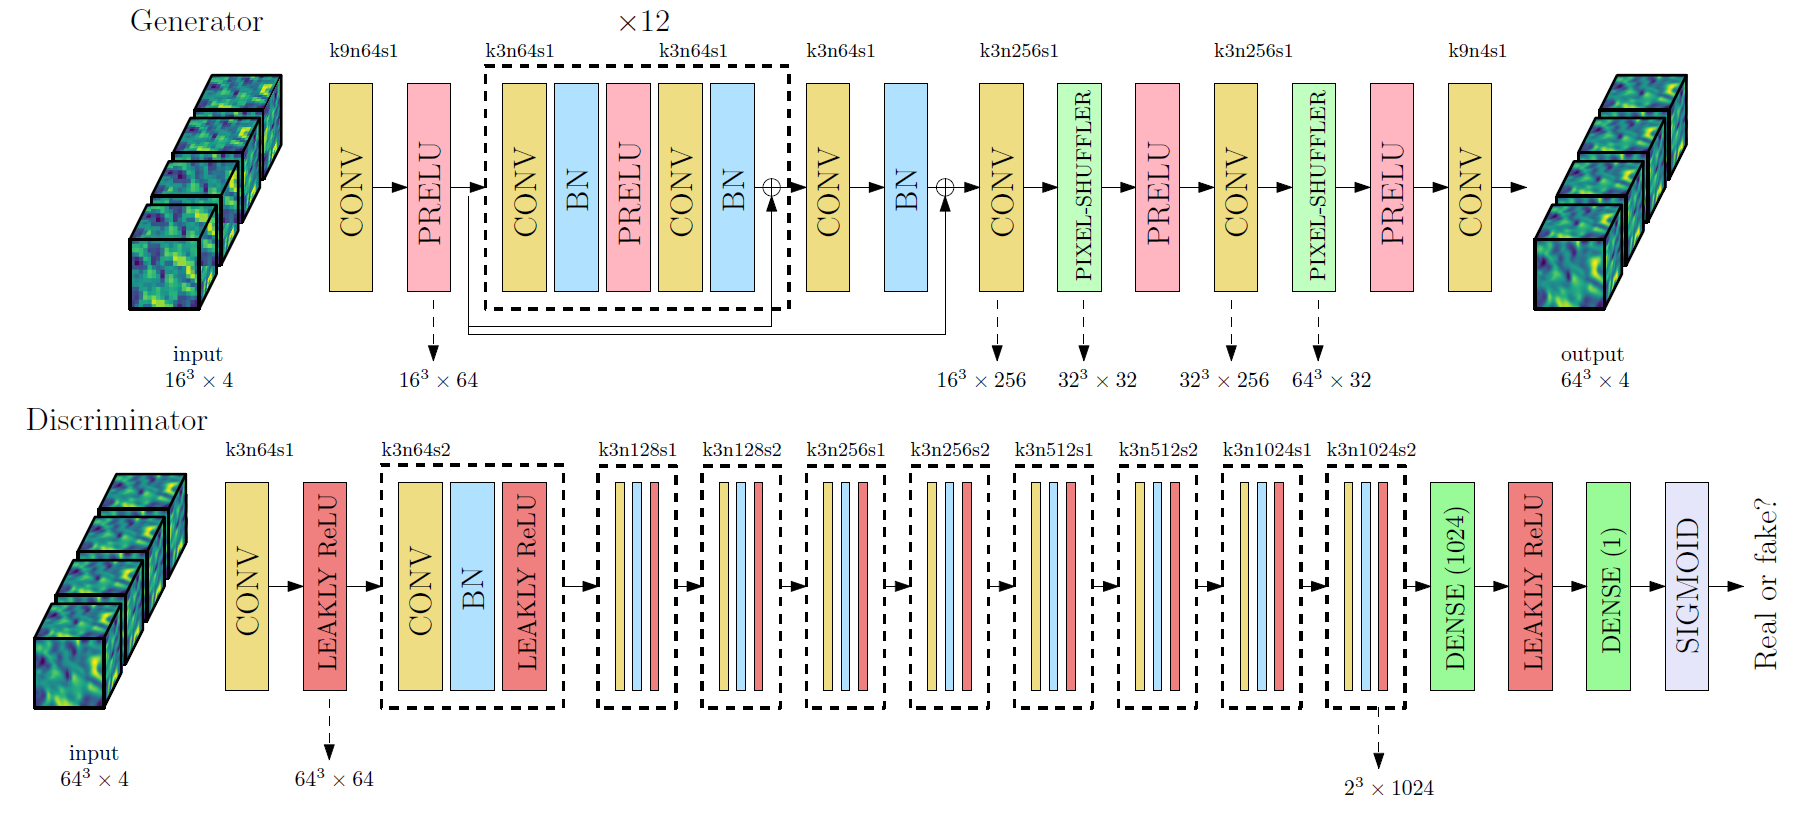 Generator
×12
k9n64s1 k3n64s1 k3n64s1 k3n64s1 k3n256s1 k3n256s1 k9n4s1
CONV PRELU CONV BN PRELU CONV BN CONV BN CONV PIXEL-SHUFFLER PRELU CONV PIXEL-SHUFFLER PRELU CONV
input output
16³ × 4 16³ × 64 16³ × 256 32³ × 32 32³ × 256 64³ × 32 64³ × 4
Discriminator
k3n64s1 k3n64s2 k3n128s1 k3n128s2 k3n256s1 k3n256s2 k3n512s1 k3n512s2 k3n1024s1 k3n1024s2
CONV LEAKLY ReLU CONV BN LEAKLY ReLU DENSE (1024) LEAKLY ReLU DENSE (1) SIGMOID Real or fake?
input
64³ × 4 64³ × 64 2³ × 1024